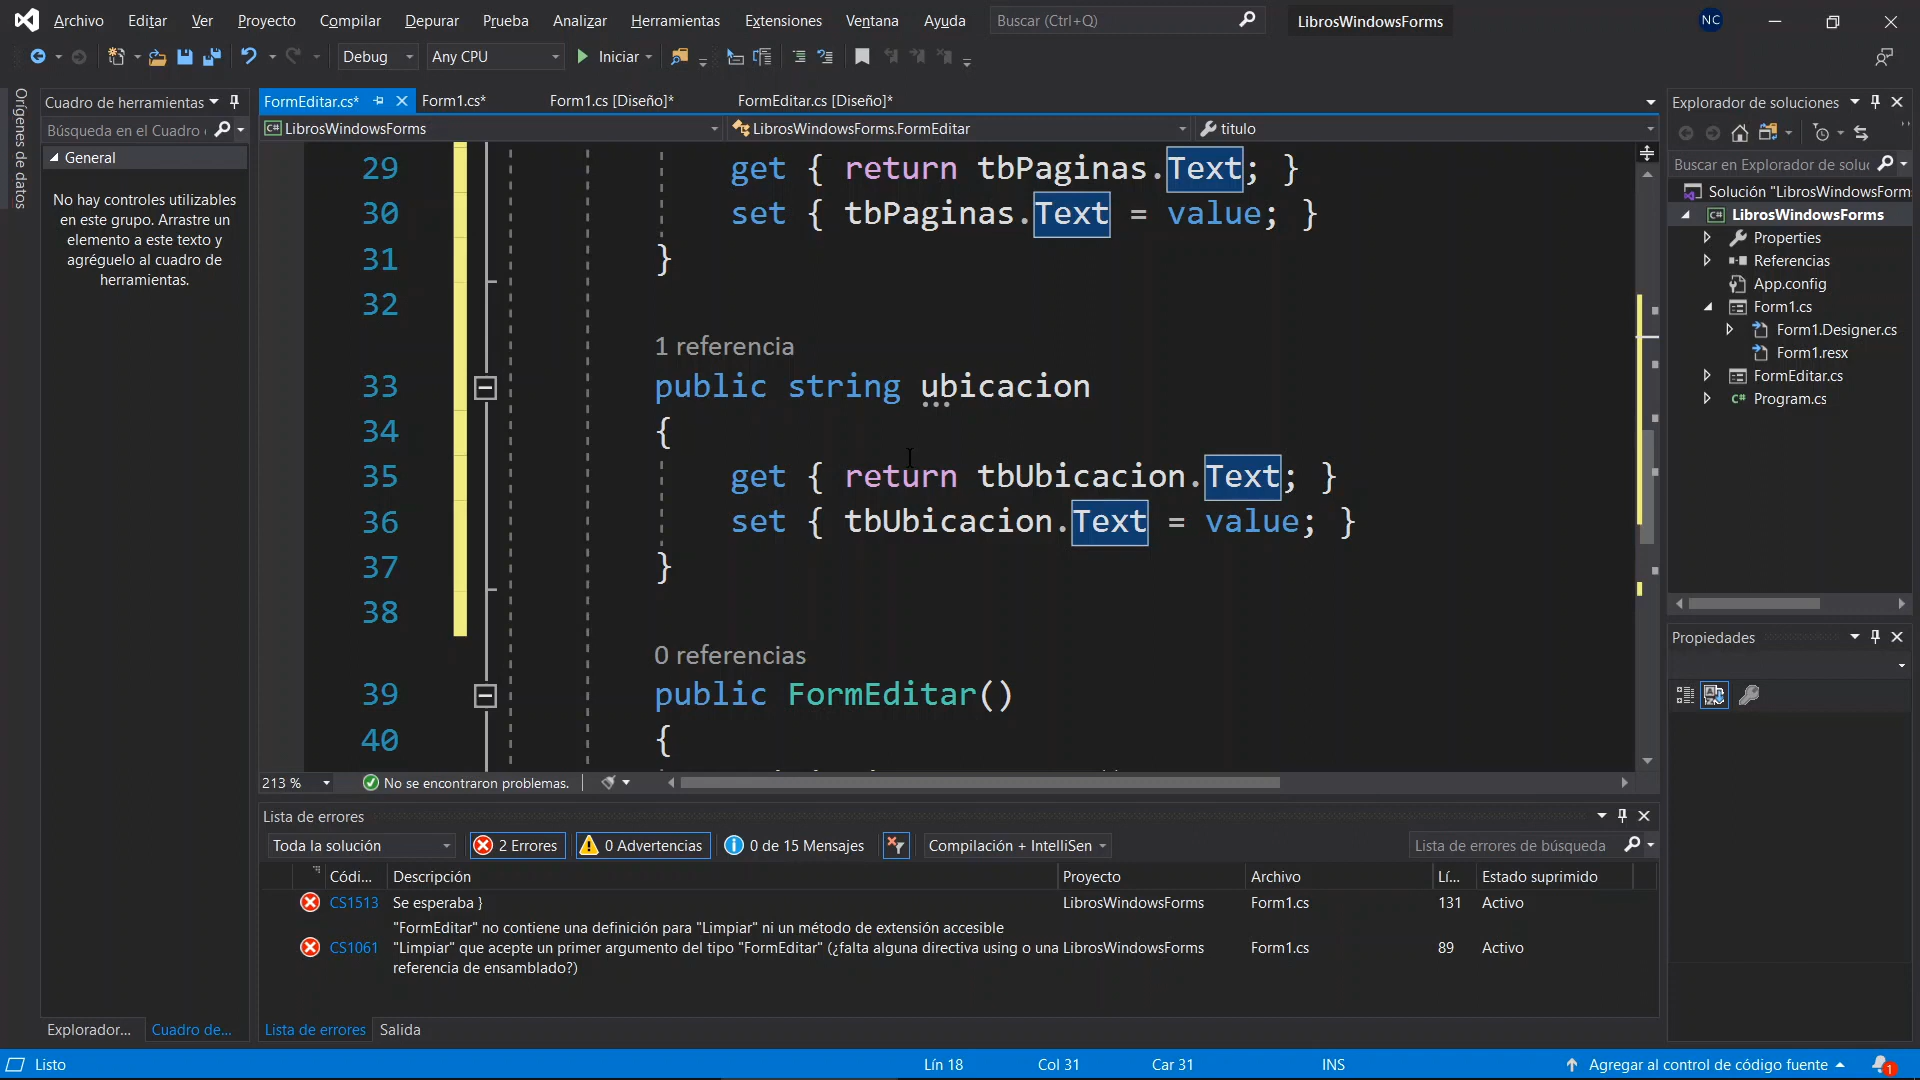 Archivo Editar Ver Proyecto Compilar Depurar Prueba Analizar Herramientas Extensiones Ventana Ayuda Buscar (Ctrl+Q) LibrosWindowsForms NC
Debug Any CPU Iniciar
Orígenes de datos
Cuadro de herramientas
Búsqueda en el Cuadro
General
No hay controles utilizables
en este grupo. Arrastre un
elemento a este texto y
agréguelo al cuadro de
herramientas.
Explorador... Cuadro de...
FormEditar.cs* Form1.cs* Form1.cs [Diseño]* FormEditar.cs [Diseño]*
LibrosWindowsForms LibrosWindowsForms.FormEditar titulo
29 get { return tbPaginas.Text; }
30 set { tbPaginas.Text = value; }
31 }
32
1 referencia
33 public string ubicacion
34 {
35 get { return tbUbicacion.Text; }
36 set { tbUbicacion.Text = value; }
37 }
38
0 referencias
39 public FormEditar()
40 {
213 % No se encontraron problemas.
Lista de errores
Toda la solución 2 Errores 0 Advertencias 0 de 15 Mensajes Compilación + IntelliSen Lista de errores de búsqueda
Códi... Descripción Proyecto Archivo Lí... Estado suprimido
CS1513 Se esperaba } LibrosWindowsForms Form1.cs 131 Activo
CS1061 "FormEditar" no contiene una definición para "Limpiar" ni un método de extensión accesible
"Limpiar" que acepte un primer argumento del tipo "FormEditar" (¿falta alguna directiva using o una LibrosWindowsForms Form1.cs 89 Activo
referencia de ensamblado?)
Lista de errores Salida
Explorador de soluciones
Buscar en Explorador de soluc
Solución "LibrosWindowsForm
LibrosWindowsForms
Properties
Referencias
App.config
Form1.cs
Form1.Designer.cs
Form1.resx
FormEditar.cs
Program.cs
Propiedades
Listo Lín 18 Col 31 Car 31 INS Agregar al control de código fuente 1